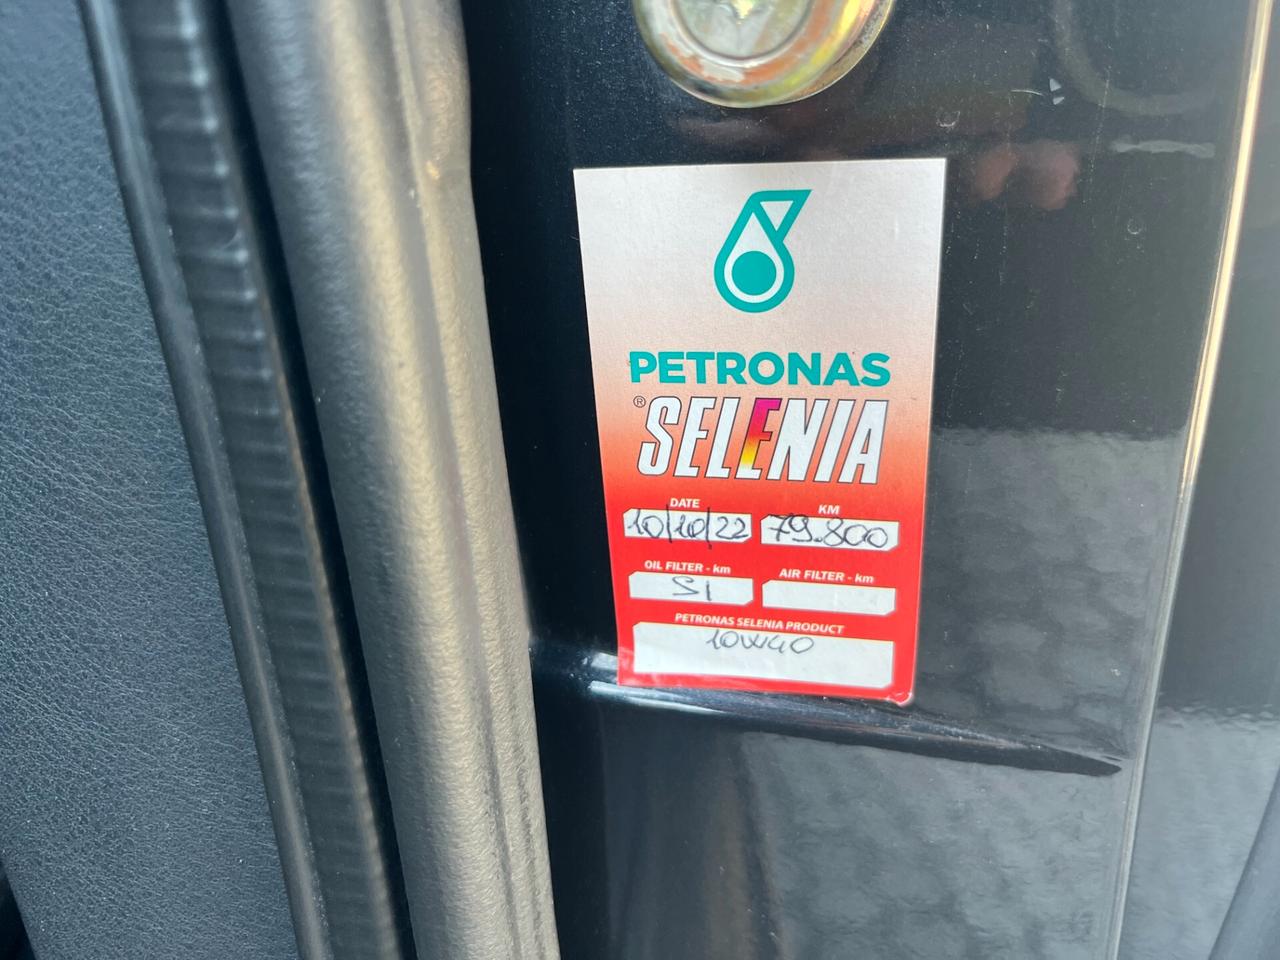 PETRONAS
® SELENIA
DATE KM
10/10/22 79.800
OIL FILTER - km AIR FILTER - km
SI
PETRONAS SELENIA PRODUCT
10W40